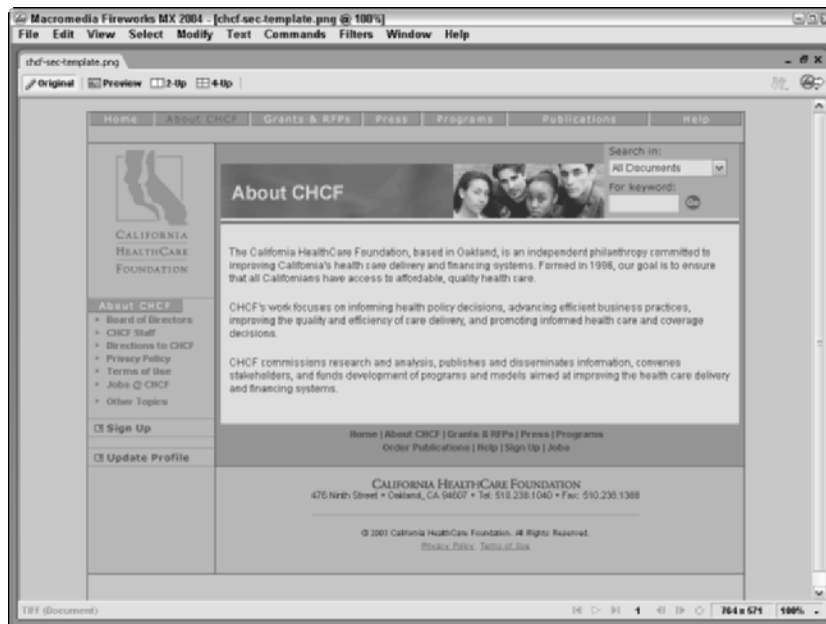 Macromedia Fireworks MX 2004 - [chcf-sec-template.png @ 100%]
File Edit View Select Modify Text Commands Filters Window Help
chcf-sec-template.png
Original Preview 2-Up 4-Up
Home About CHCF Grants & RFPs Press Programs Publications Help
Search in:
All Documents
For keyword:
Go
About CHCF
CALIFORNIA
HEALTHCARE
FOUNDATION
The California HealthCare Foundation, based in Oakland, is an independent philanthropy committed to
improving California's health care delivery and financing systems. Formed in 1996, our goal is to ensure
that all Californians have access to affordable, quality health care.
CHCF's work focuses on informing health policy decisions, advancing efficient business practices,
improving the quality and efficiency of care delivery, and promoting informed health care and coverage
decisions.
CHCF commissions research and analysis, publishes and disseminates information, convenes
stakeholders, and funds development of programs and models aimed at improving the health care delivery
and financing systems.
About CHCF
Board of Directors
CHCF Staff
Directions to CHCF
Privacy Policy
Terms of Use
Jobs @ CHCF
Other Topics
Sign Up
Update Profile
Home | About CHCF | Grants & RFPs | Press | Programs
Order Publications | Help | Sign Up | Jobs
CALIFORNIA HEALTHCARE FOUNDATION
476 Ninth Street • Oakland, CA 94607 • Tel: 510.238.1040 • Fax: 510.238.1388
© 2003 California HealthCare Foundation. All Rights Reserved.
Privacy Policy Terms of Use
TIFF (Document) 1 764 x 571 100%